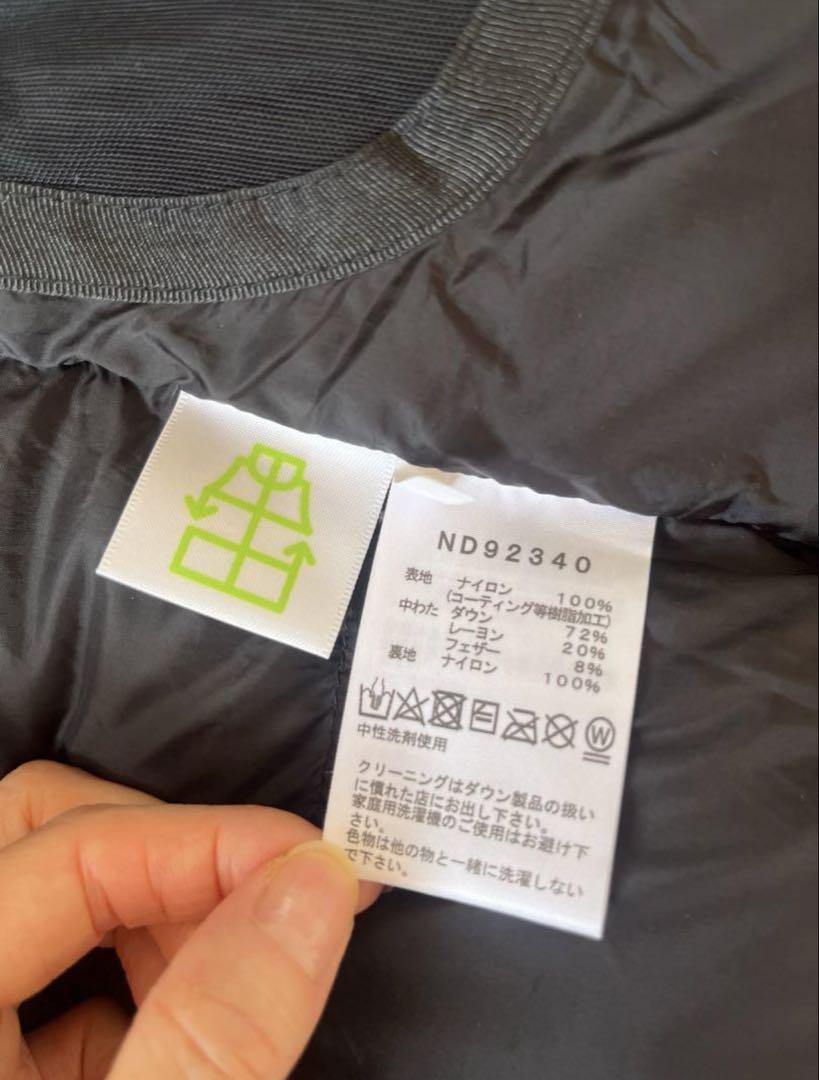 ND92340
表地 ナイロン 100%
(コーティング等樹脂加工)
中わた ダウン 72%
レーヨン 20%
フェザー 8%
裏地 ナイロン 100%
W
中性洗剤使用
クリーニングはダウン製品の扱い
に慣れた店にお出し下さい。
家庭用洗濯機のご使用はお避け下
さい。
色物は他の物と一緒に洗濯しない
で下さい。